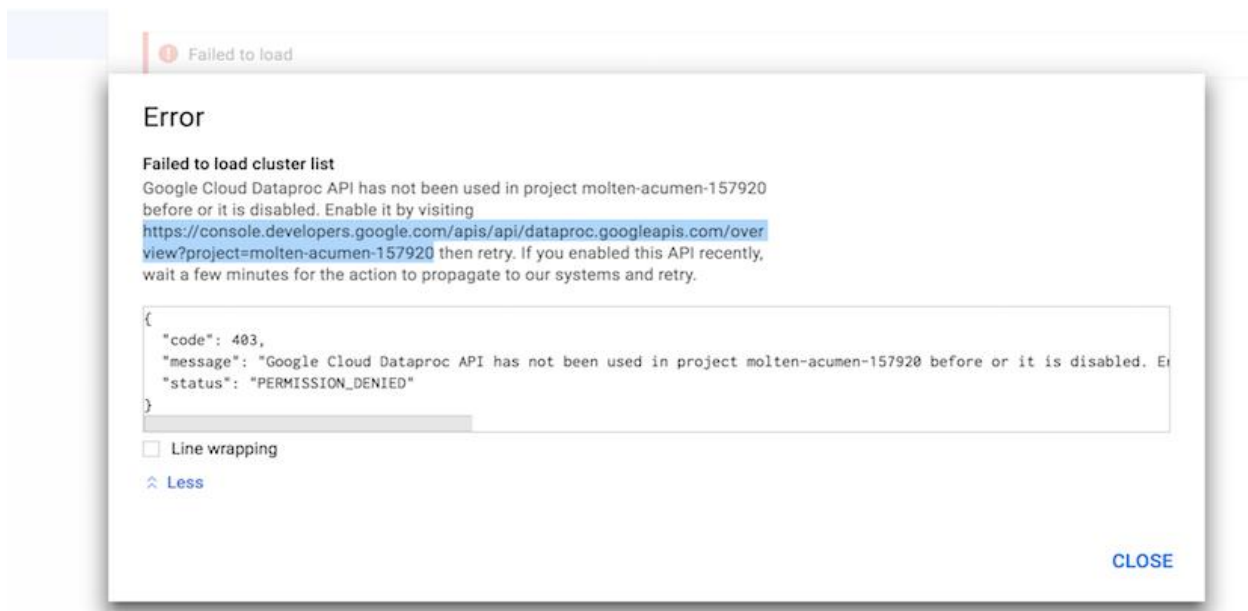 Failed to load
Error
Failed to load cluster list
Google Cloud Dataproc API has not been used in project molten-acumen-157920
before or it is disabled. Enable it by visiting
https://console.developers.google.com/apis/api/dataproc.googleapis.com/over
view?project=molten-acumen-157920 then retry. If you enabled this API recently,
wait a few minutes for the action to propagate to our systems and retry.
{
"code": 403,
"message": "Google Cloud Dataproc API has not been used in project molten-acumen-157920 before or it is disabled.
"status": "PERMISSION_DENIED"
}
Line wrapping
Less
CLOSE